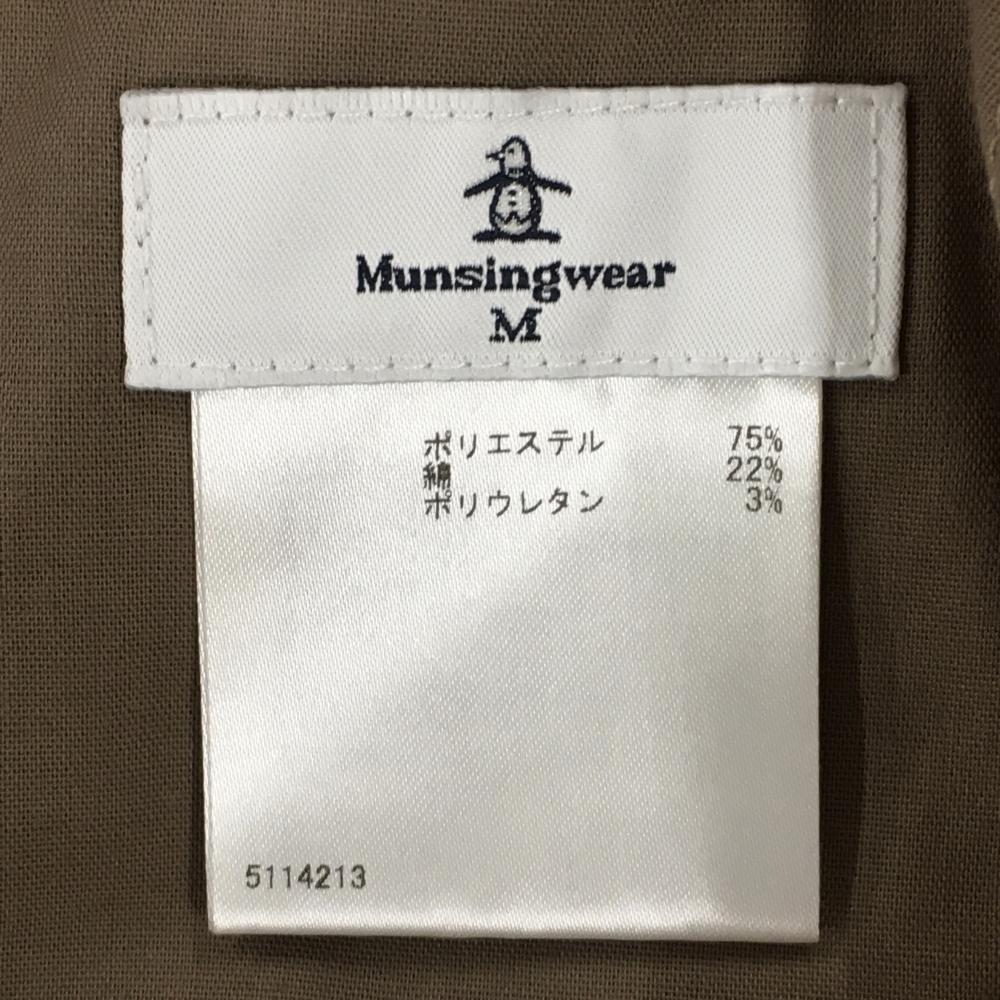 Munsingwear
M
ポリエステル 75%
綿 22%
ポリウレタン 3%
5114213